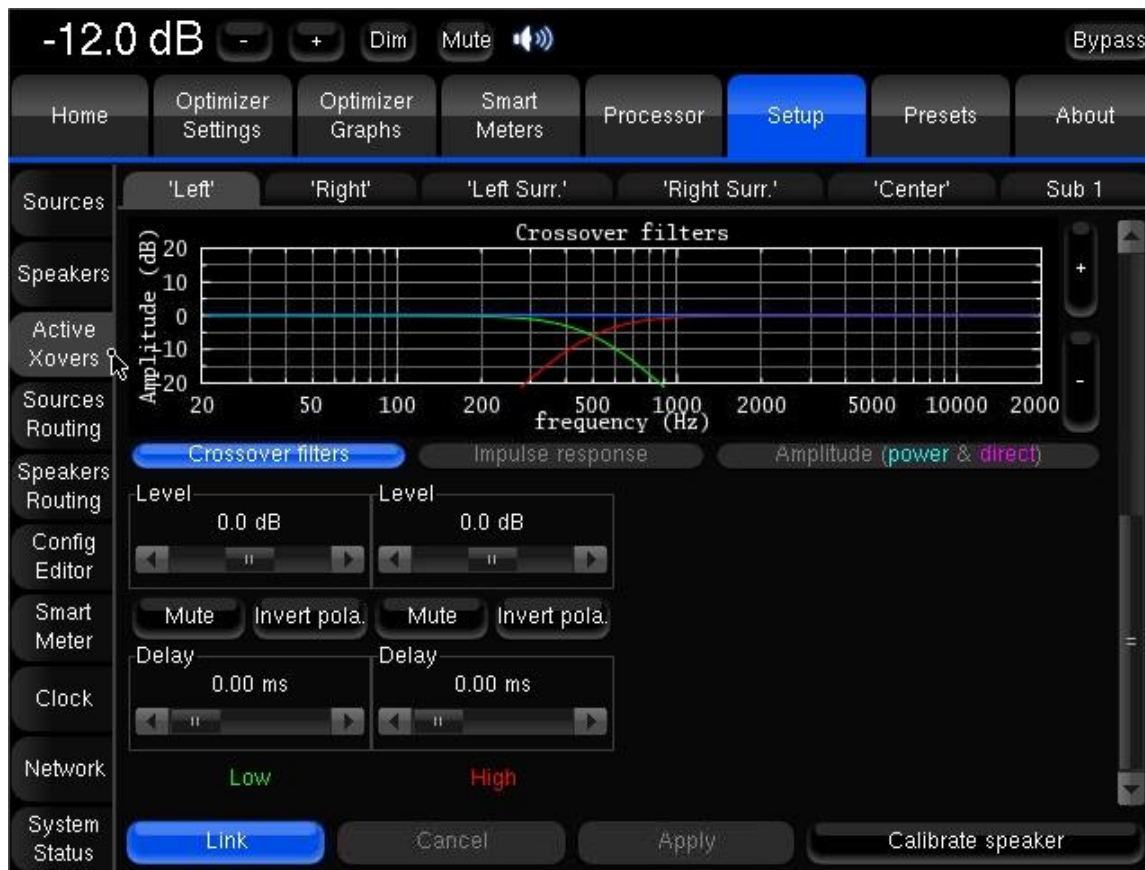 -12.0 dB - + Dim Mute Bypass
Home
Optimizer
Settings
Optimizer
Graphs
Smart
Meters
Processor
Setup
Presets
About
Sources
Speakers
Active
Xovers
Sources
Routing
Speakers
Routing
Config
Editor
Smart
Meter
Clock
Network
System
Status
'Left' 'Right' 'Left Surr.' 'Right Surr.' 'Center' Sub 1
Crossover filters
Amplitude (dB)
20
10
0
-10
-20
20 50 100 200 500 1000 2000 5000 10000 2000
frequency (Hz)
+
-
Crossover filters Impulse response Amplitude (power & direct)
Level Level
0.0 dB 0.0 dB
Mute Invert pola. Mute Invert pola.
Delay Delay
0.00 ms 0.00 ms
Low High
Link Cancel Apply Calibrate speaker